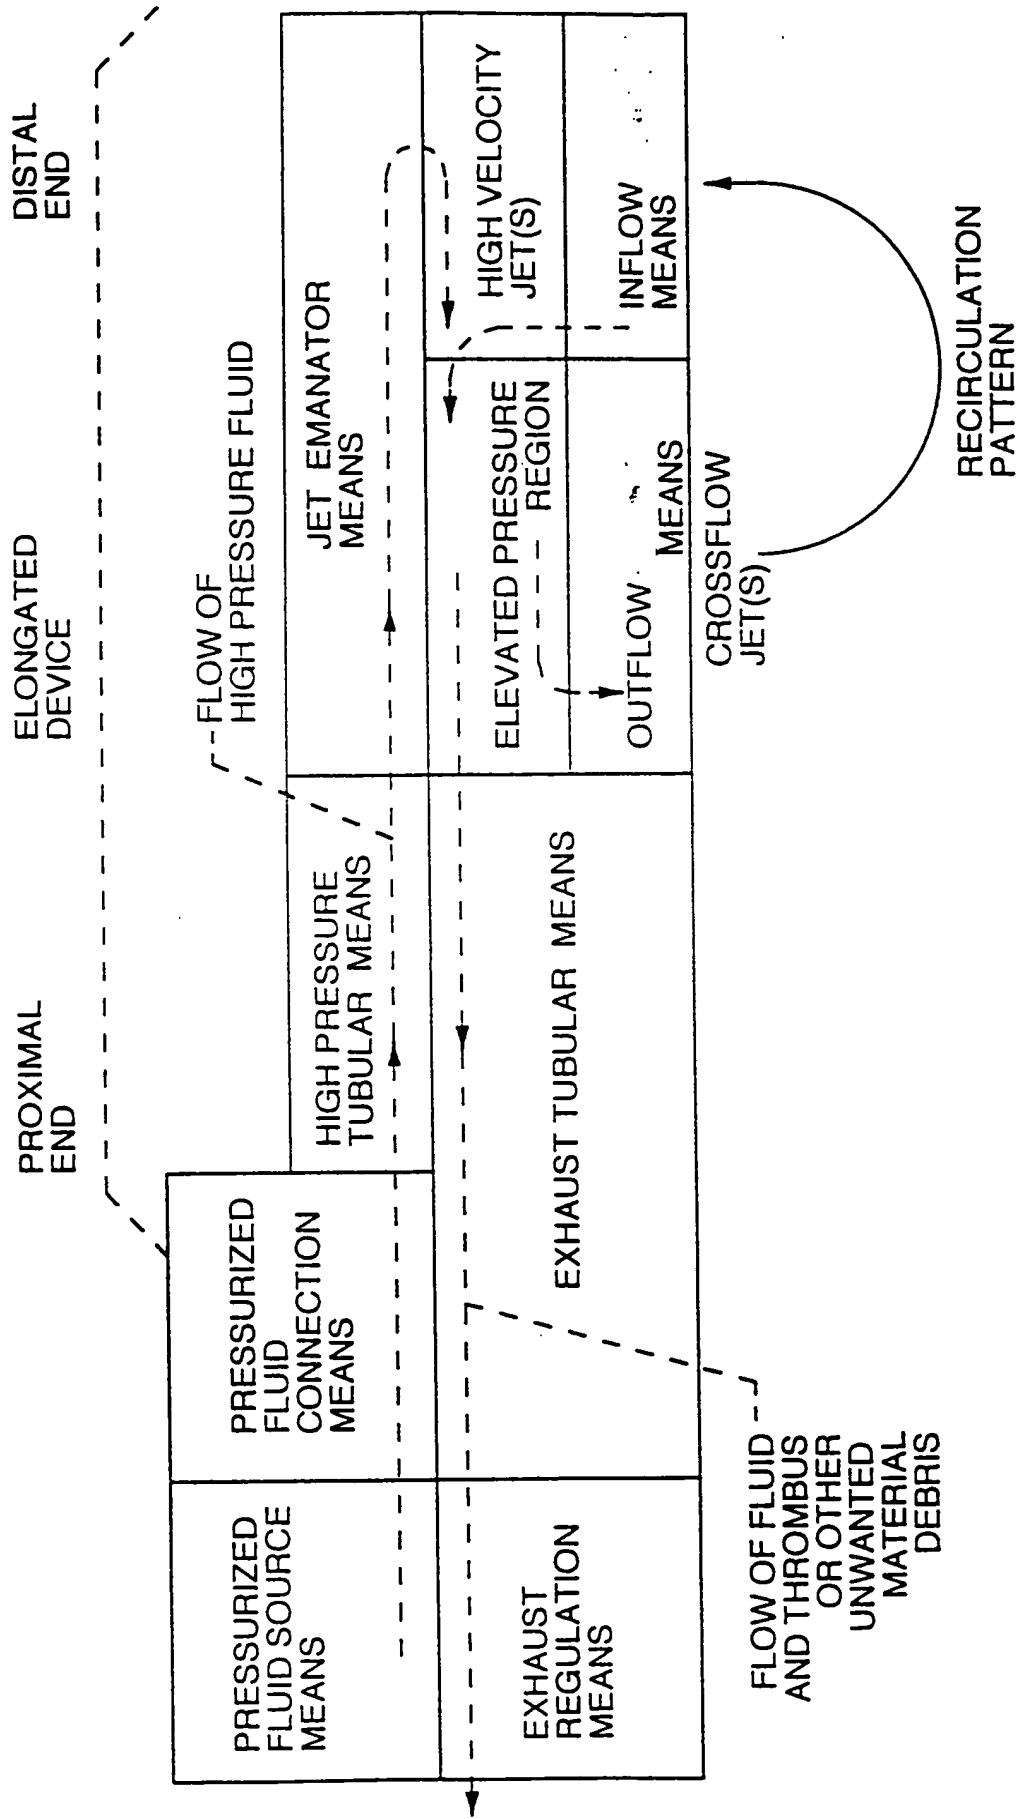 PROXIMAL
END
ELONGATED
DEVICE
DISTAL
END
FLOW OF
HIGH PRESSURE FLUID
PRESSURIZED
FLUID SOURCE
MEANS
PRESSURIZED
FLUID
CONNECTION
MEANS
HIGH PRESSURE
TUBULAR MEANS
JET EMANATOR
MEANS
HIGH VELOCITY
JET(S)
ELEVATED PRESSURE
REGION
INFLOW
MEANS
OUTFLOW
MEANS
EXHAUST TUBULAR MEANS
EXHAUST
REGULATION
MEANS
CROSSFLOW
JET(S)
RECIRCULATION
PATTERN
FLOW OF FLUID
AND THROMBUS
OR OTHER
UNWANTED
MATERIAL
DEBRIS